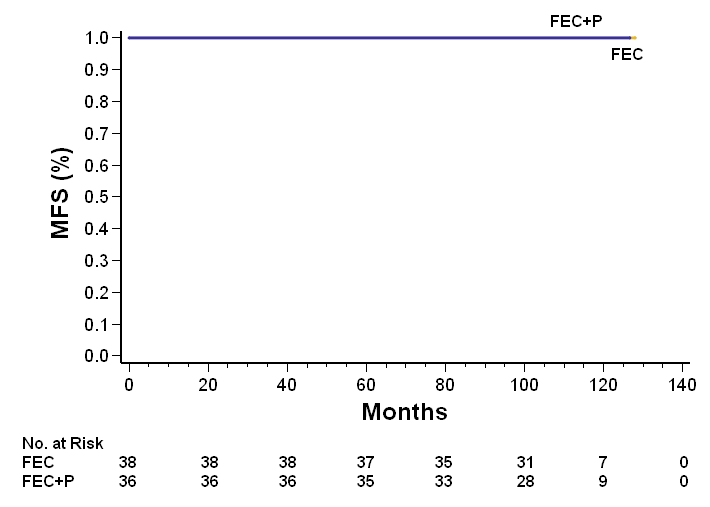 FEC+P
FEC
1.0
0.9
0.8
0.7
0.6
0.5
0.4
0.3
0.2
0.1
0.0
MFS (%)
0 20 40 60 80 100 120 140
Months
No. at Risk
FEC 38 38 38 37 35 31 7 0
FEC+P 36 36 36 35 33 28 9 0